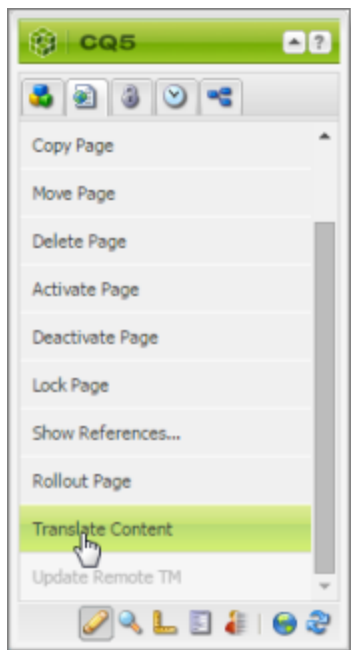 CQ5
?
Copy Page
Move Page
Delete Page
Activate Page
Deactivate Page
Lock Page
Show References...
Rollout Page
Translate Content
Update Remote TM